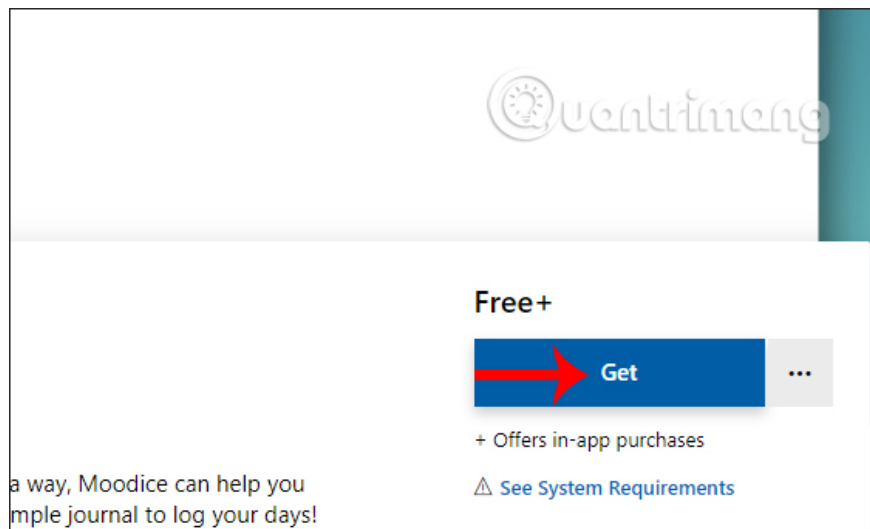 Quantrimang
Free+
Get
...
+ Offers in-app purchases
a way, Moodice can help you
See System Requirements
mple journal to log your days!